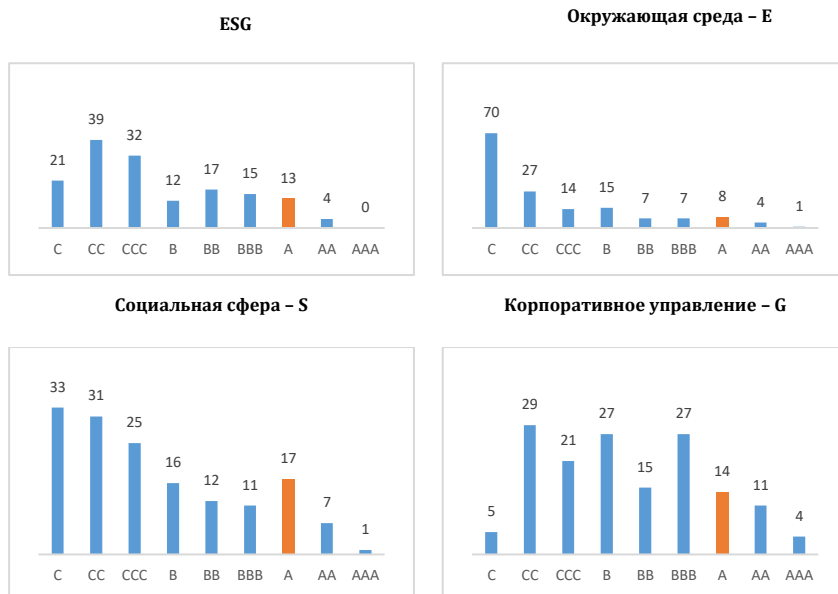 ESG
Окружающая среда – E
21 39 32 12 17 15 13 4 0
C CC CCC B BB BBB A AA AAA
70 27 14 15 7 7 8 4 1
C CC CCC B BB BBB A AA AAA
Социальная сфера – S
Корпоративное управление – G
33 31 25 16 12 11 17 7 1
C CC CCC B BB BBB A AA AAA
5 29 21 27 15 27 14 11 4
C CC CCC B BB BBB A AA AAA